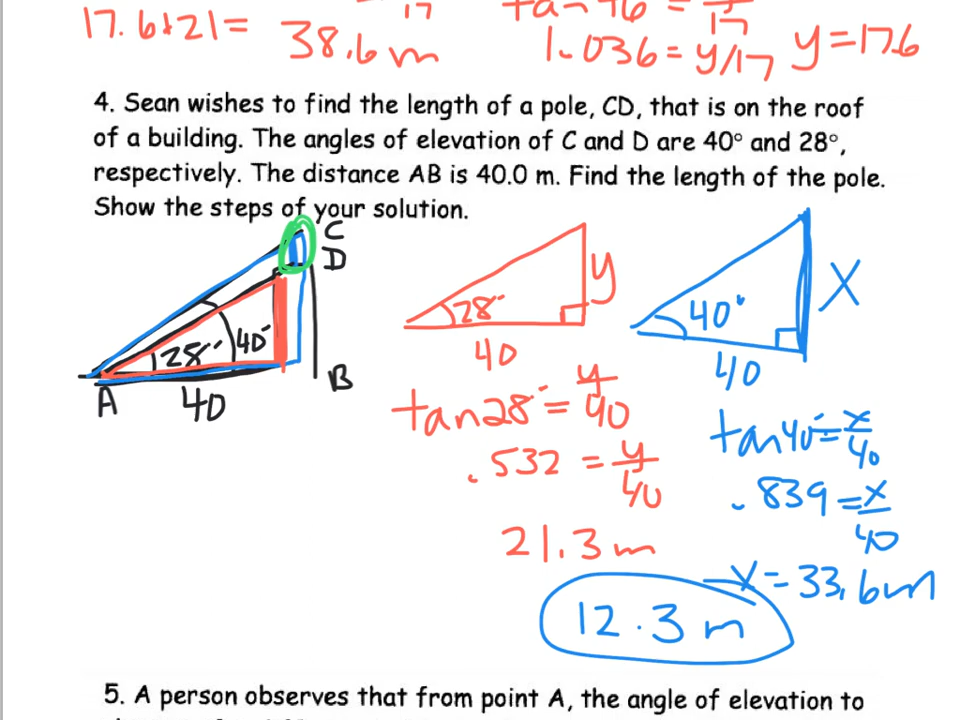 17.6+21=
38.6m
17
17
1.036=y/17
y=17.6
4. Sean wishes to find the length of a pole, CD, that is on the roof
of a building. The angles of elevation of C and D are 40° and 28°,
respectively. The distance AB is 40.0 m. Find the length of the pole.
Show the steps of your solution.
C
D
28°
40°
A
40
B
28°
y
40
tan28°=y/40
.532=y/40
21.3m
40°
x
40
tan40°=x/40
.839=x/40
x=33.6m
12.3m
5. A person observes that from point A, the angle of elevation to